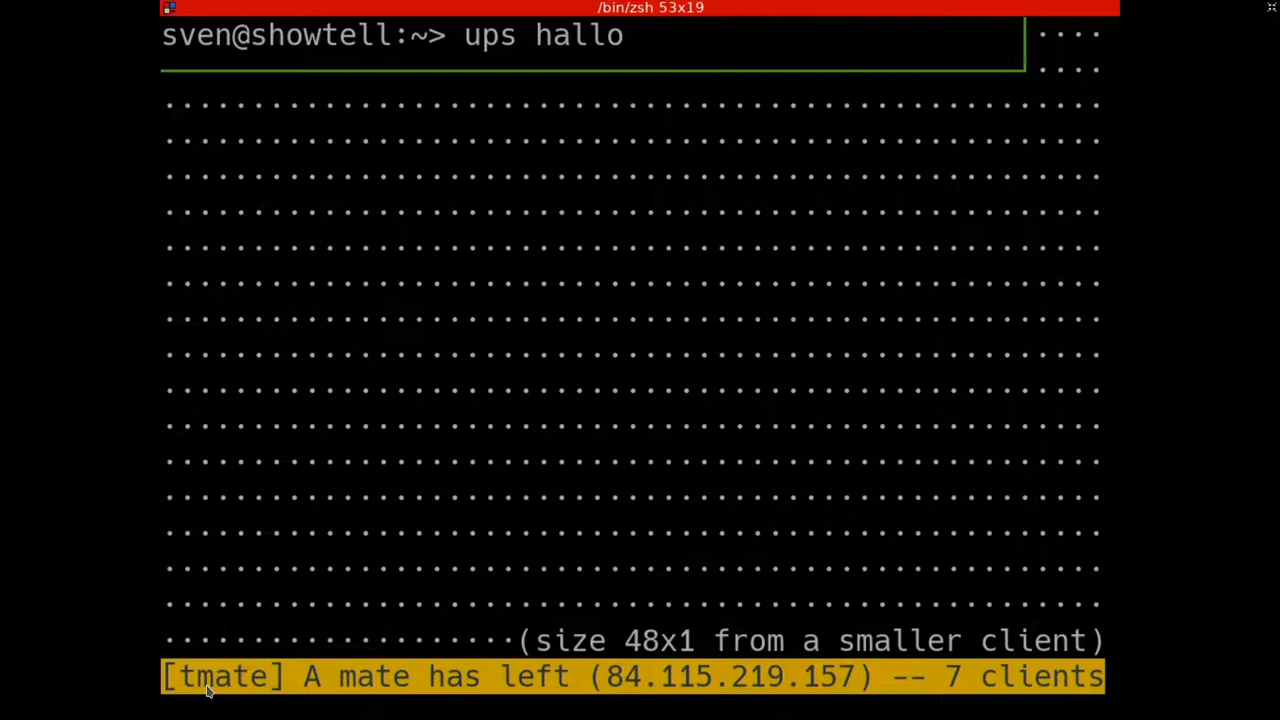 /bin/zsh 53x19
sven@showtell:~> ups hallo
(size 48x1 from a smaller client)
[tmate] A mate has left (84.115.219.157) -- 7 clients